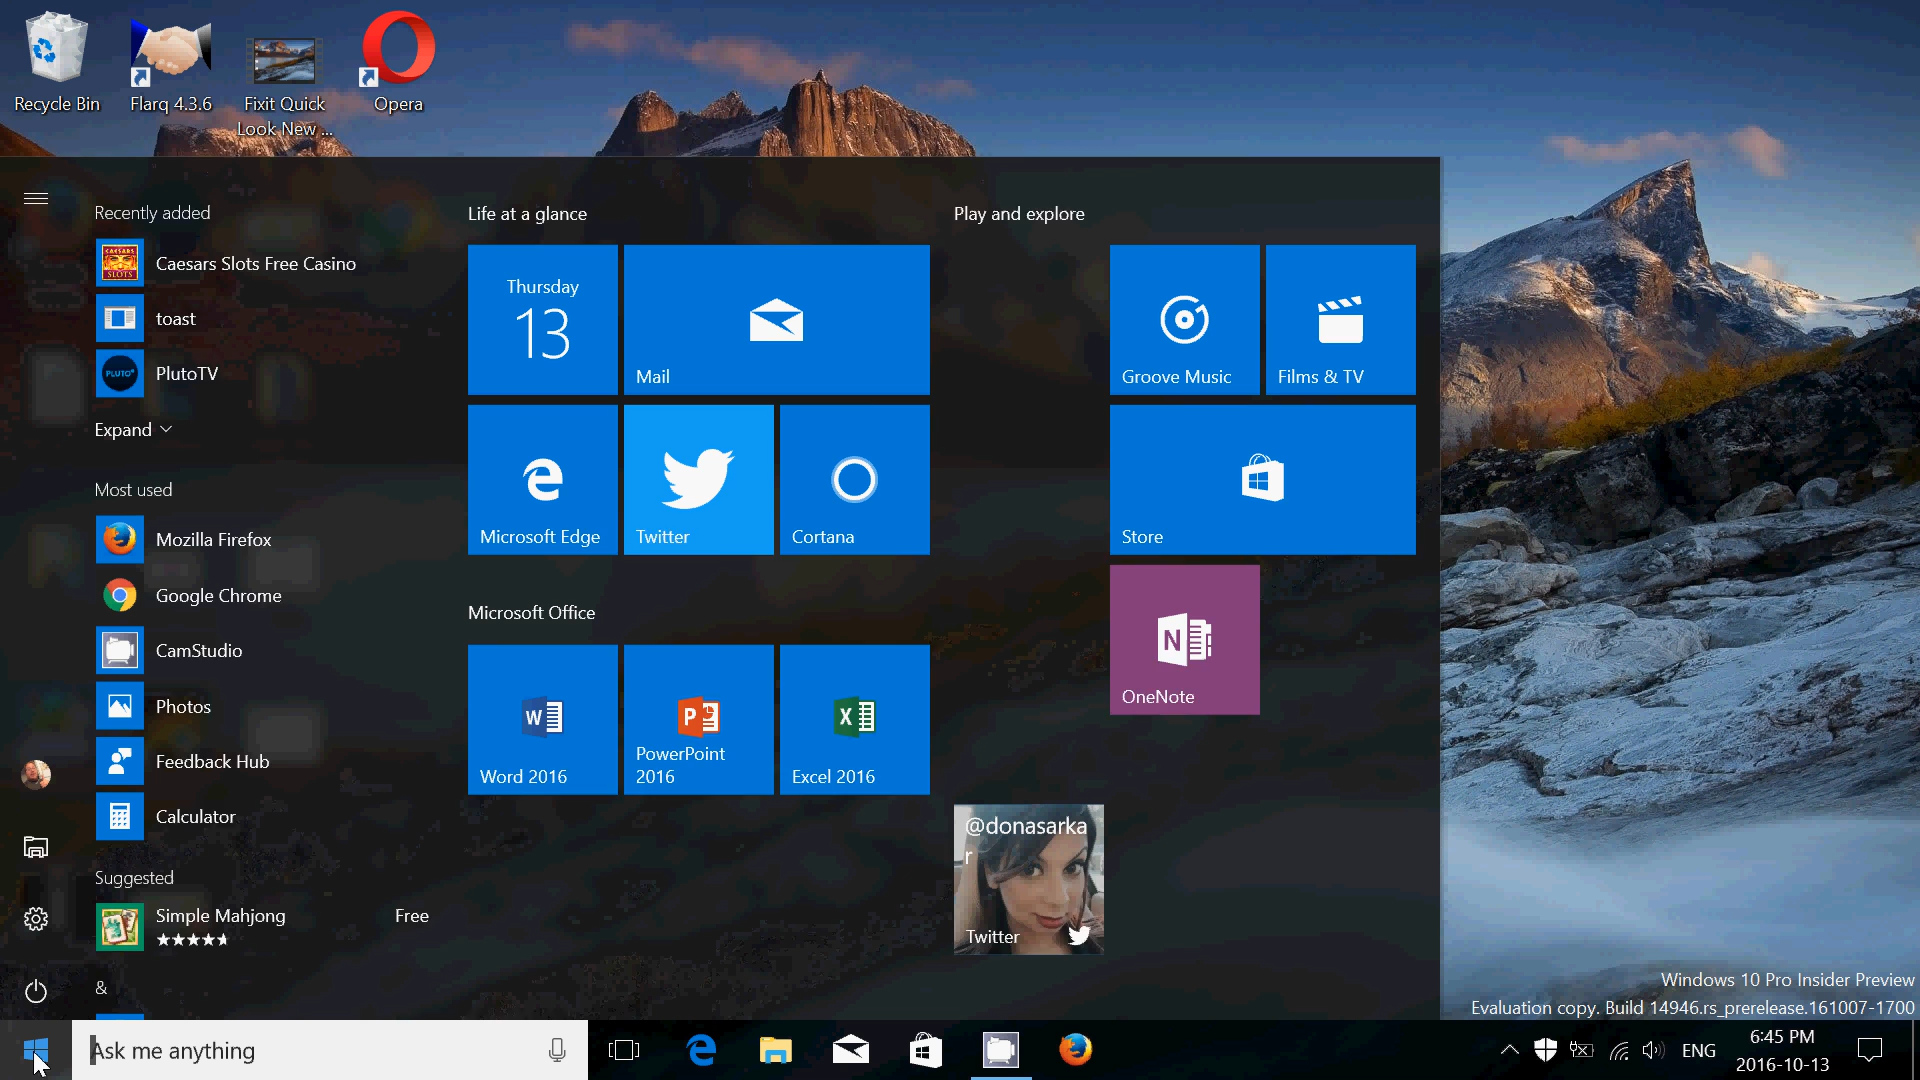 Recycle Bin
Flarq 4.3.6
Fixit Quick
Look New ...
Opera
Recently added
CAESARS
SLOTS
Caesars Slots Free Casino
toast
PLUTO
PlutoTV
Expand
Most used
Mozilla Firefox
Google Chrome
CamStudio
Photos
Feedback Hub
Calculator
Suggested
Simple Mahjong
Free
&
Life at a glance
Thursday
13
Mail
Microsoft Edge
Twitter
Cortana
Microsoft Office
W
Word 2016
P
PowerPoint
2016
X
Excel 2016
Play and explore
Groove Music
Films & TV
Store
N
OneNote
@donasarka
r
Twitter
Windows 10 Pro Insider Preview
Evaluation copy. Build 14946.rs_prerelease.161007-1700
Ask me anything
ENG
6:45 PM
2016-10-13